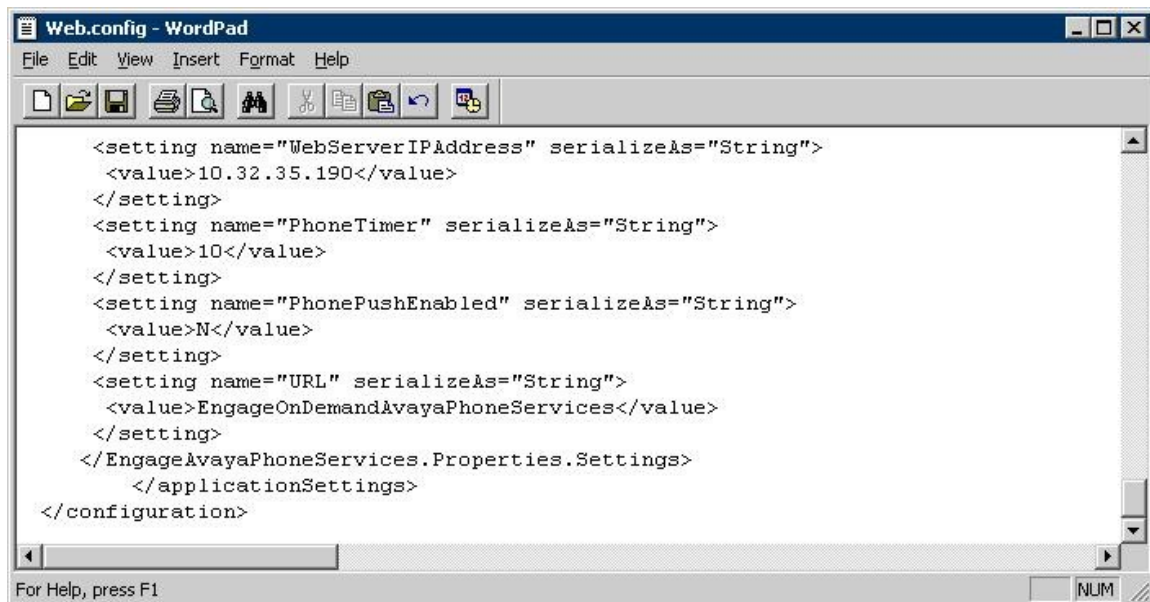 Web.config - WordPad
File Edit View Insert Format Help
<setting name="WebServerIPAddress" serializeAs="String">
<value>10.32.35.190</value>
</setting>
<setting name="PhoneTimer" serializeAs="String">
<value>10</value>
</setting>
<setting name="PhonePushEnabled" serializeAs="String">
<value>N</value>
</setting>
<setting name="URL" serializeAs="String">
<value>EngageOnDemandAvayaPhoneServices</value>
</setting>
</EngageAvayaPhoneServices.Properties.Settings>
</applicationSettings>
</configuration>
For Help, press F1
NUM